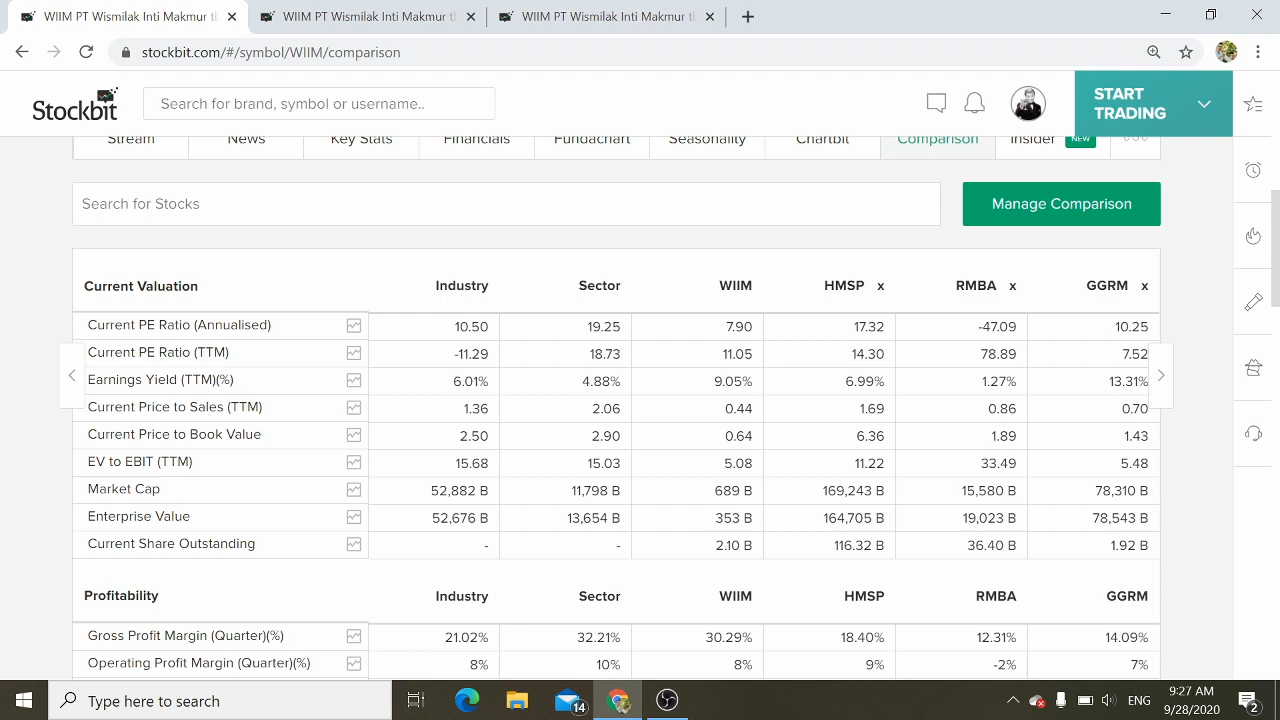 WIIM PT Wismilak Inti Makmur tb
WIIM PT Wismilak Inti Makmur tb
WIIM PT Wismilak Inti Makmur tb
stockbit.com/#/symbol/WIIM/comparison
Stockbit
Search for brand, symbol or username..
START TRADING
Stream News Key Stats Financials Fundachart Seasonality Chartbit Comparison Insider NEW
Search for Stocks
Manage Comparison
Current Valuation Industry Sector WIIM HMSP x RMBA x GGRM x
Current PE Ratio (Annualised) 10.50 19.25 7.90 17.32 -47.09 10.25
Current PE Ratio (TTM) -11.29 18.73 11.05 14.30 78.89 7.52
Earnings Yield (TTM)(%) 6.01% 4.88% 9.05% 6.99% 1.27% 13.31%
Current Price to Sales (TTM) 1.36 2.06 0.44 1.69 0.86 0.70
Current Price to Book Value 2.50 2.90 0.64 6.36 1.89 1.43
EV to EBIT (TTM) 15.68 15.03 5.08 11.22 33.49 5.48
Market Cap 52,882 B 11,798 B 689 B 169,243 B 15,580 B 78,310 B
Enterprise Value 52,676 B 13,654 B 353 B 164,705 B 19,023 B 78,543 B
Current Share Outstanding - - 2.10 B 116.32 B 36.40 B 1.92 B
Profitability Industry Sector WIIM HMSP RMBA GGRM
Gross Profit Margin (Quarter)(%) 21.02% 32.21% 30.29% 18.40% 12.31% 14.09%
Operating Profit Margin (Quarter)(%) 8% 10% 8% 9% -2% 7%
Type here to search
14
ENG
9:27 AM
9/28/2020
2